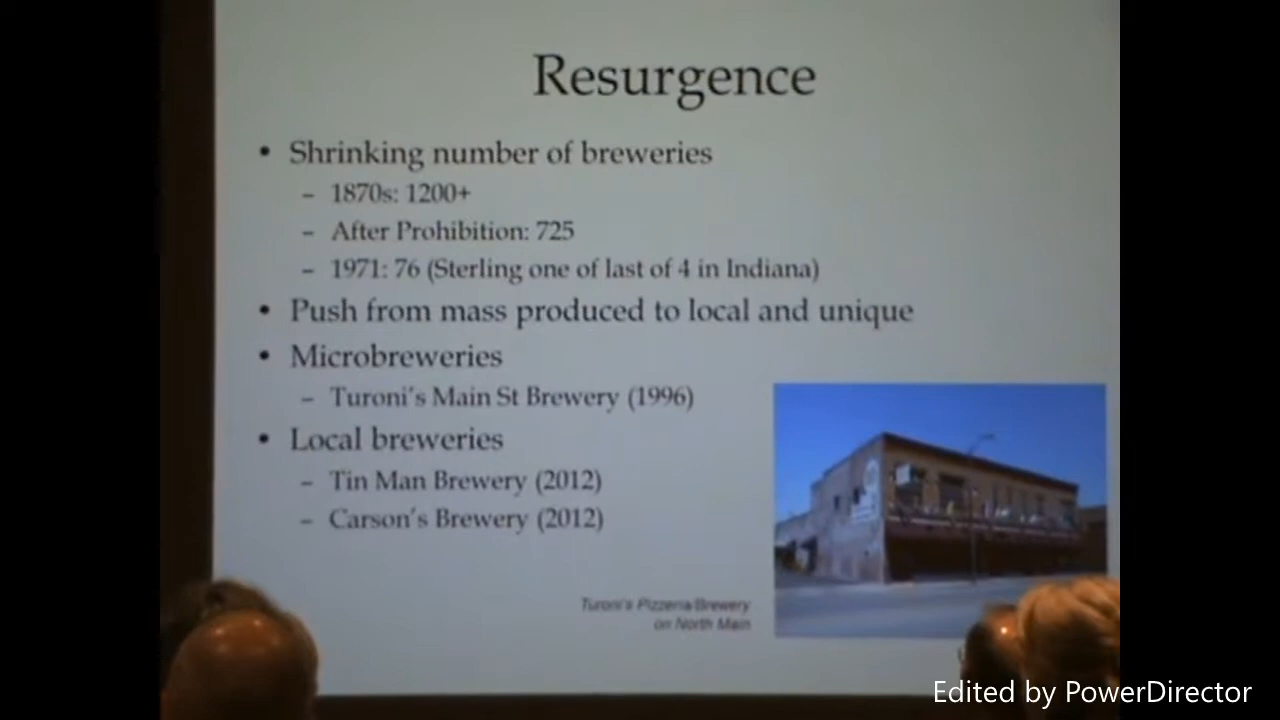 Resurgence
• Shrinking number of breweries
– 1870s: 1200+
– After Prohibition: 725
– 1971: 76 (Sterling one of last of 4 in Indiana)
• Push from mass produced to local and unique
• Microbreweries
– Turoni's Main St Brewery (1996)
• Local breweries
– Tin Man Brewery (2012)
– Carson's Brewery (2012)
Turoni's Pizzeria/Brewery
on North Main
Edited by PowerDirector